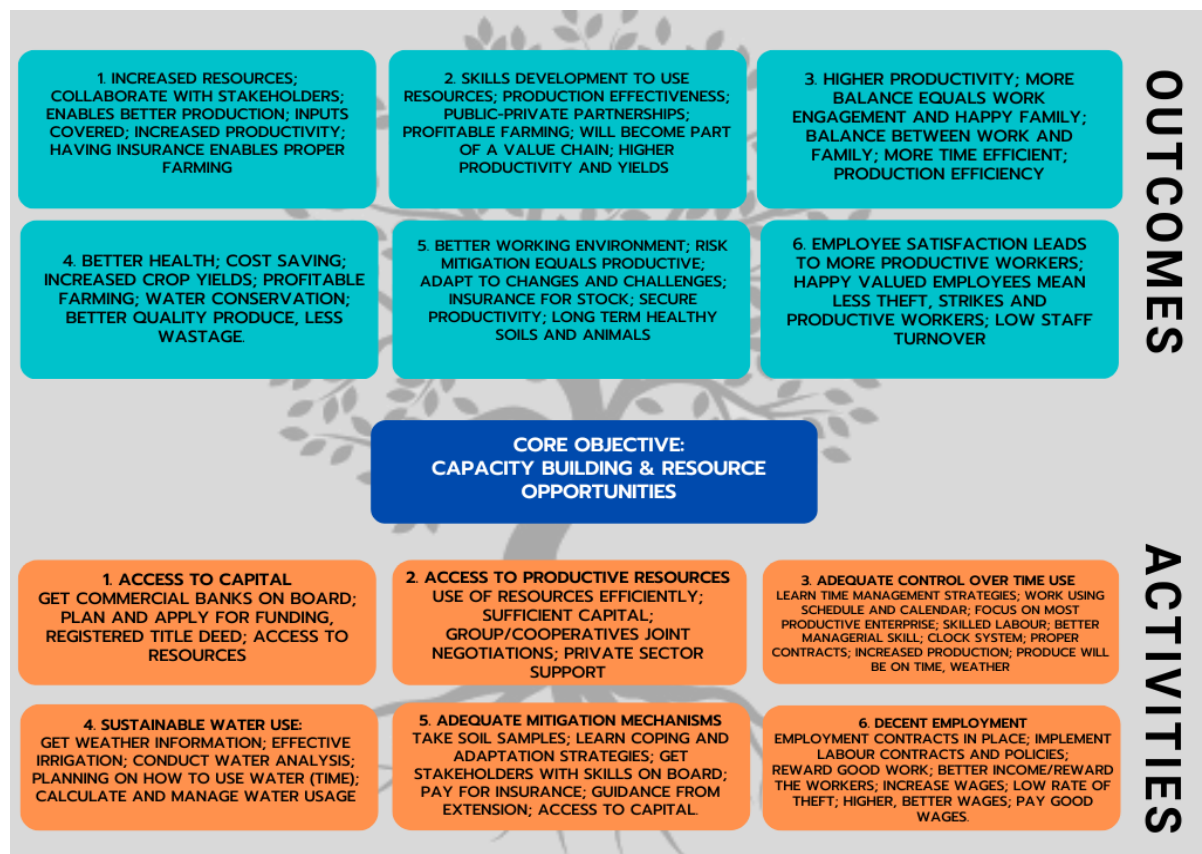 1. INCREASED RESOURCES;
COLLABORATE WITH STAKEHOLDERS;
ENABLES BETTER PRODUCTION; INPUTS
COVERED; INCREASED PRODUCTIVITY;
HAVING INSURANCE ENABLES PROPER
FARMING
2. SKILLS DEVELOPMENT TO USE
RESOURCES; PRODUCTION EFFECTIVENESS;
PUBLIC-PRIVATE PARTNERSHIPS;
PROFITABLE FARMING; WILL BECOME PART
OF A VALUE CHAIN; HIGHER
PRODUCTIVITY AND YIELDS
3. HIGHER PRODUCTIVITY; MORE
BALANCE EQUALS WORK
ENGAGEMENT AND HAPPY FAMILY;
BALANCE BETWEEN WORK AND
FAMILY; MORE TIME EFFICIENT;
PRODUCTION EFFICIENCY
4. BETTER HEALTH; COST SAVING;
INCREASED CROP YIELDS; PROFITABLE
FARMING; WATER CONSERVATION;
BETTER QUALITY PRODUCE, LESS
WASTAGE.
5. BETTER WORKING ENVIRONMENT; RISK
MITIGATION EQUALS PRODUCTIVE;
ADAPT TO CHANGES AND CHALLENGES;
INSURANCE FOR STOCK; SECURE
PRODUCTIVITY; LONG TERM HEALTHY
SOILS AND ANIMALS
6. EMPLOYEE SATISFACTION LEADS
TO MORE PRODUCTIVE WORKERS;
HAPPY VALUED EMPLOYEES MEAN
LESS THEFT, STRIKES AND
PRODUCTIVE WORKERS; LOW STAFF
TURNOVER
OUTCOMES
CORE OBJECTIVE:
CAPACITY BUILDING & RESOURCE
OPPORTUNITIES
1. ACCESS TO CAPITAL
GET COMMERCIAL BANKS ON BOARD;
PLAN AND APPLY FOR FUNDING,
REGISTERED TITLE DEED; ACCESS TO
RESOURCES
2. ACCESS TO PRODUCTIVE RESOURCES
USE OF RESOURCES EFFICIENTLY;
SUFFICIENT CAPITAL;
GROUP/COOPERATIVES JOINT
NEGOTIATIONS; PRIVATE SECTOR
SUPPORT
3. ADEQUATE CONTROL OVER TIME USE
LEARN TIME MANAGEMENT STRATEGIES; WORK USING
SCHEDULE AND CALENDAR; FOCUS ON MOST
PRODUCTIVE ENTERPRISE; SKILLED LABOUR; BETTER
MANAGERIAL SKILL; CLOCK SYSTEM; PROPER
CONTRACTS; INCREASED PRODUCTION; PRODUCE WILL
BE ON TIME, WEATHER
4. SUSTAINABLE WATER USE:
GET WEATHER INFORMATION; EFFECTIVE
IRRIGATION; CONDUCT WATER ANALYSIS;
PLANNING ON HOW TO USE WATER (TIME);
CALCULATE AND MANAGE WATER USAGE
5. ADEQUATE MITIGATION MECHANISMS
TAKE SOIL SAMPLES; LEARN COPING AND
ADAPTATION STRATEGIES; GET
STAKEHOLDERS WITH SKILLS ON BOARD;
PAY FOR INSURANCE; GUIDANCE FROM
EXTENSION; ACCESS TO CAPITAL.
6. DECENT EMPLOYMENT
EMPLOYMENT CONTRACTS IN PLACE; IMPLEMENT
LABOUR CONTRACTS AND POLICIES;
REWARD GOOD WORK; BETTER INCOME/REWARD
THE WORKERS; INCREASE WAGES; LOW RATE OF
THEFT; HIGHER, BETTER WAGES; PAY GOOD
WAGES.
ACTIVITIES